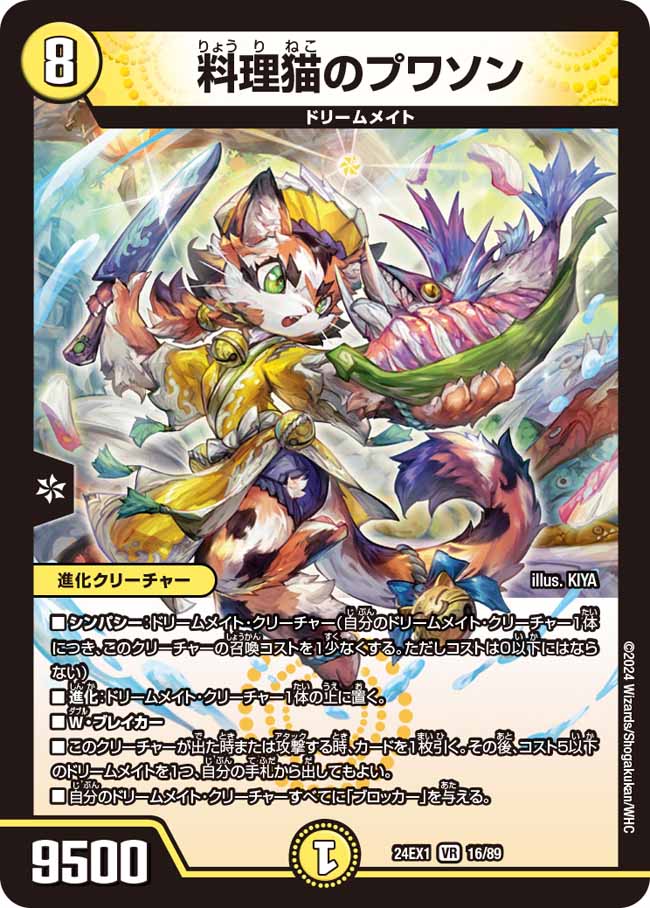 8
料理猫のプワソン
ドリームメイト
進化クリーチャー
illus. KIYA
■シンパシー:ドリームメイト・クリーチャー(自分のドリームメイト・クリーチャー1体
につき、このクリーチャーの召喚コストを1少なくする。ただしコストは0以下にはなら
ない)
■進化:ドリームメイト・クリーチャー1体の上に置く。
■W・ブレイカー
■このクリーチャーが出た時または攻撃する時、カードを1枚引く。その後、コスト5以下
のドリームメイトを1つ、自分の手札から出してもよい。
■自分のドリームメイト・クリーチャーすべてに「ブロッカー」を与える。
©2024 Wizards/Shogakukan/WHC
9500
1
24EX1 VR 16/89